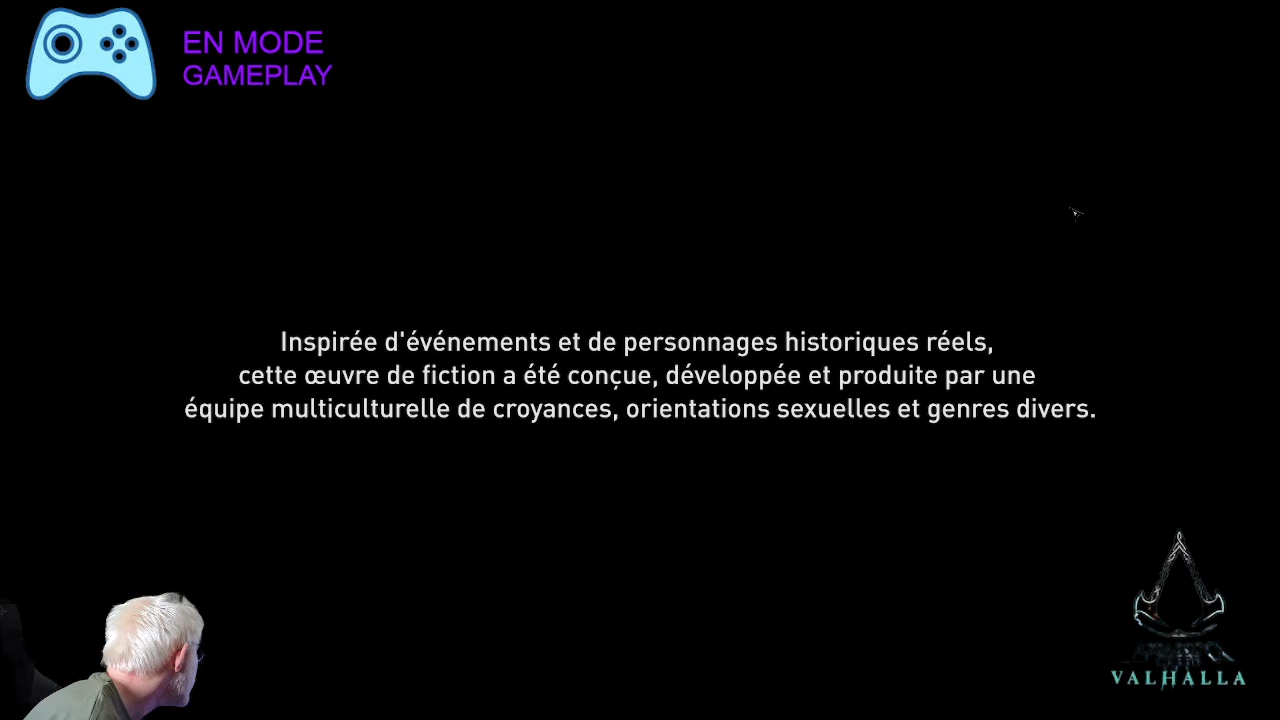 EN MODE
GAMEPLAY
Inspirée d'événements et de personnages historiques réels,
cette œuvre de fiction a été conçue, développée et produite par une
équipe multiculturelle de croyances, orientations sexuelles et genres divers.
VALHALLA